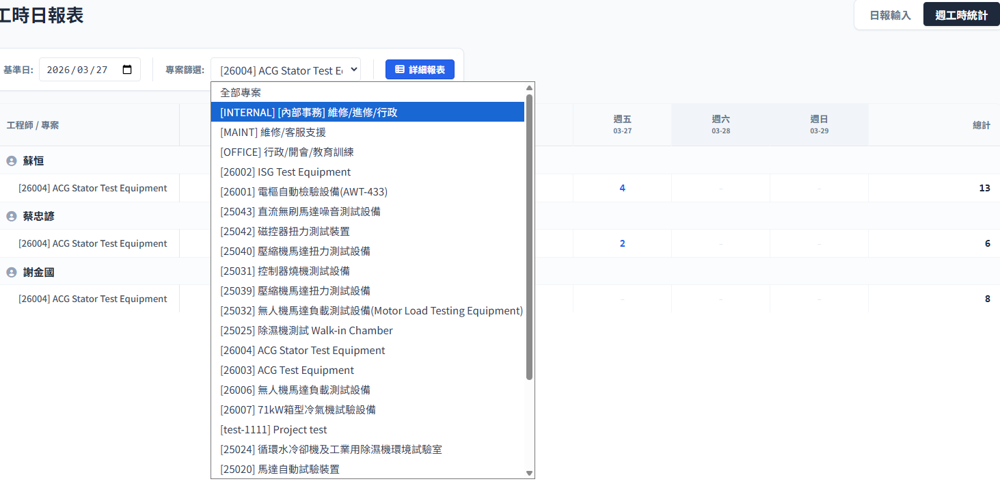 工時日報表
日報輸入 週工時統計
基準日: 2026/03/27 專案篩選: [26004] ACG Stator Test E 詳細報表
全部專案
[INTERNAL] [內部事務] 維修/進修/行政
[MAINT] 維修/客服支援
[OFFICE] 行政/開會/教育訓練
[26002] ISG Test Equipment
[26001] 電樞自動檢驗設備(AWT-433)
[25043] 直流無刷馬達噪音測試設備
[25042] 磁控器扭力測試裝置
[25040] 壓縮機馬達扭力測試設備
[25031] 控制器燒機測試設備
[25039] 壓縮機馬達扭力測試設備
[25032] 無人機馬達負載測試設備(Motor Load Testing Equipment)
[25025] 除濕機測試 Walk-in Chamber
[26004] ACG Stator Test Equipment
[26003] ACG Test Equipment
[26006] 無人機馬達負載測試設備
[26007] 71kW箱型冷氣機試驗設備
[test-1111] Project test
[25024] 循環水冷卻機及工業用除濕機環境試驗室
[25020] 馬達自動試驗裝置
工程師 / 專案 週五 週六 週日 總計
03-27 03-28 03-29
蘇恒
[26004] ACG Stator Test Equipment 4 - - 13
蔡忠諺
[26004] ACG Stator Test Equipment 2 - - 6
謝金國
[26004] ACG Stator Test Equipment - - - 8